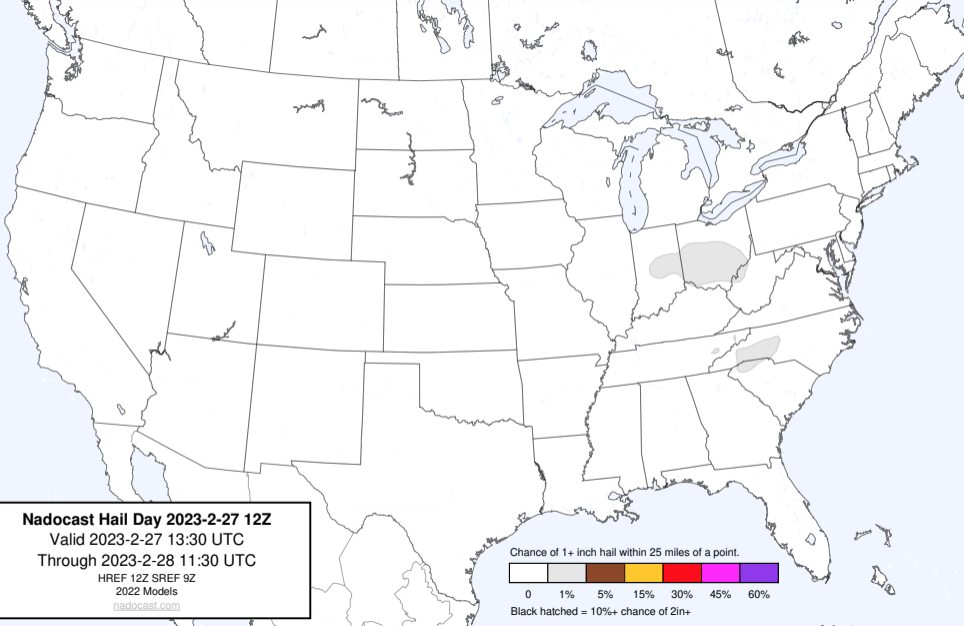 Nadocast Hail Day 2023-2-27 12Z
Valid 2023-2-27 13:30 UTC
Through 2023-2-28 11:30 UTC
HREF 12Z SREF 9Z
2022 Models
nadocast.com
Chance of 1+ inch hail within 25 miles of a point.
0 1% 5% 15% 30% 45% 60%
Black hatched = 10%+ chance of 2in+